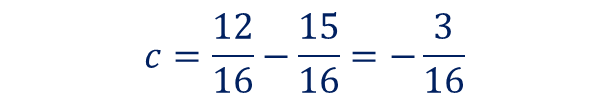 c = 12/16 − 15/16 = − 3/16